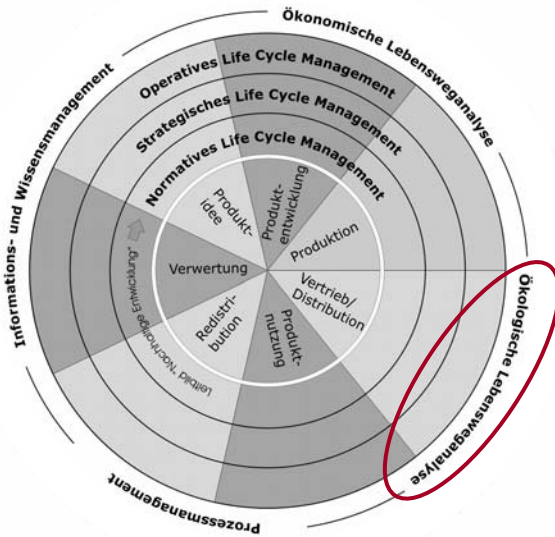 Ökonomische Lebensweganalyse
Informations- und Wissensmanagement
Operatives Life Cycle Management
Strategisches Life Cycle Management
Normatives Life Cycle Management
Produkt-
idee
Produkt-
entwicklung
Produktion
Vertrieb/
Distribution
Produkt-
nutzung
Redistri-
bution
Verwertung
Leitbild "Nachhaltige Entwicklung"
Ökologische Lebensweganalyse
Prozessmanagement